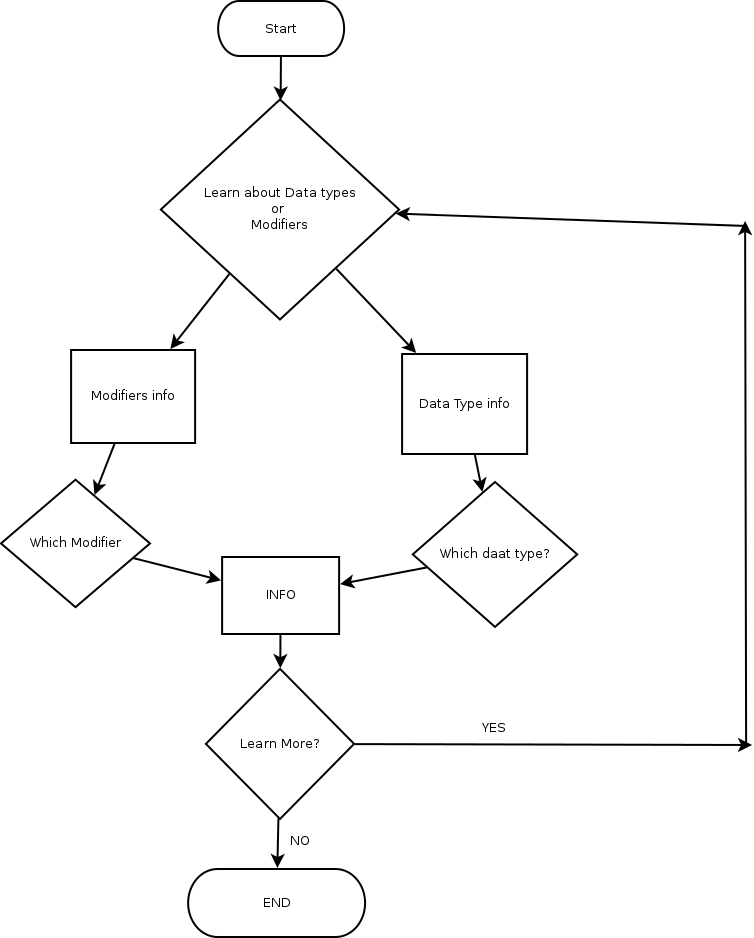 Start
Learn about Data types
or
Modifiers
Modifiers info
Data Type info
Which Modifier
Which daat type?
INFO
Learn More?
YES
NO
END